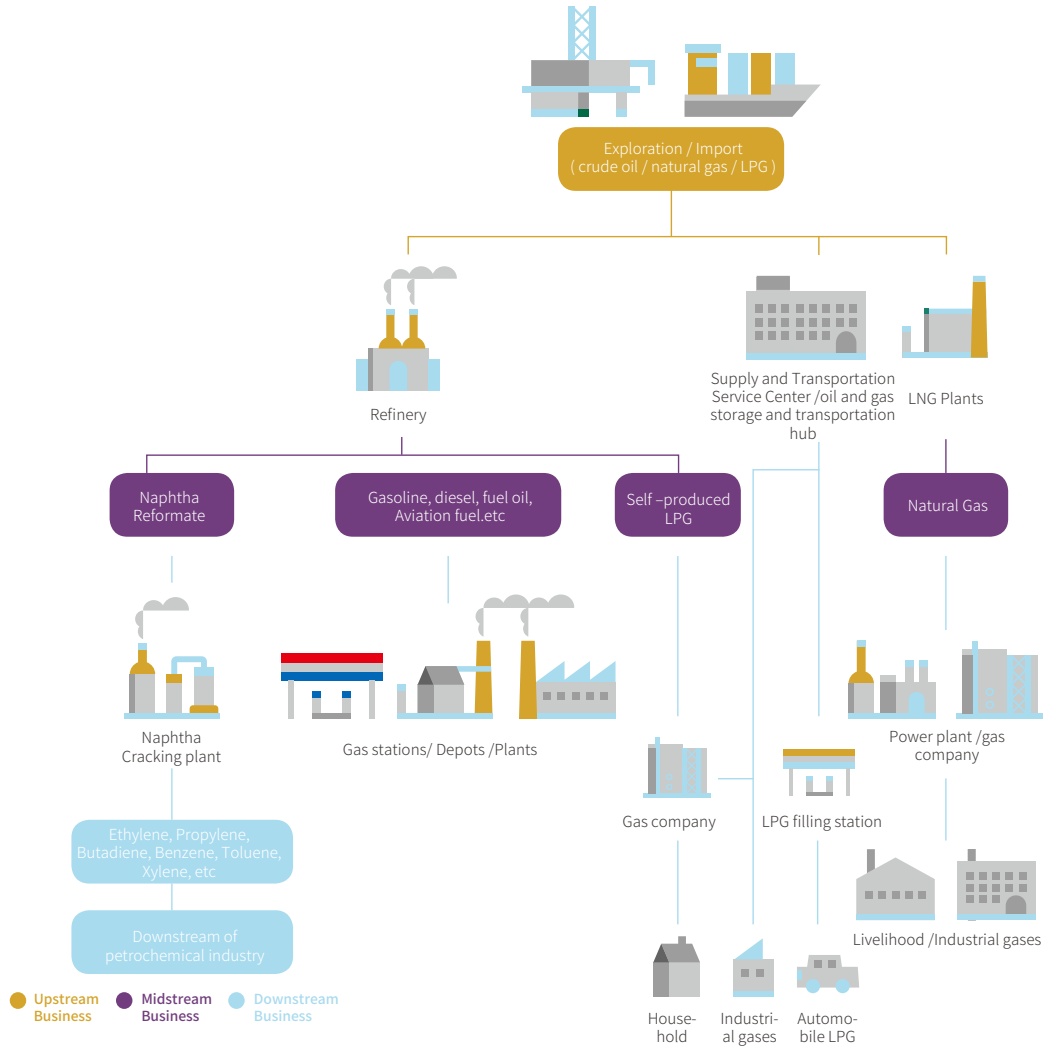 Exploration / Import
( crude oil / natural gas / LPG )
Refinery
Supply and Transportation
Service Center /oil and gas
storage and transportation
hub
LNG Plants
Naphtha
Reformate
Gasoline, diesel, fuel oil,
Aviation fuel.etc
Self –produced
LPG
Natural Gas
Naphtha
Cracking plant
Gas stations/ Depots /Plants
Power plant /gas
company
Gas company
LPG filling station
Ethylene, Propylene,
Butadiene, Benzene, Toluene,
Xylene, etc
Downstream of
petrochemical industry
Livelihood /Industrial gases
House-
hold
Industri-
al gases
Automo-
bile LPG
Upstream
Business
Midstream
Business
Downstream
Business